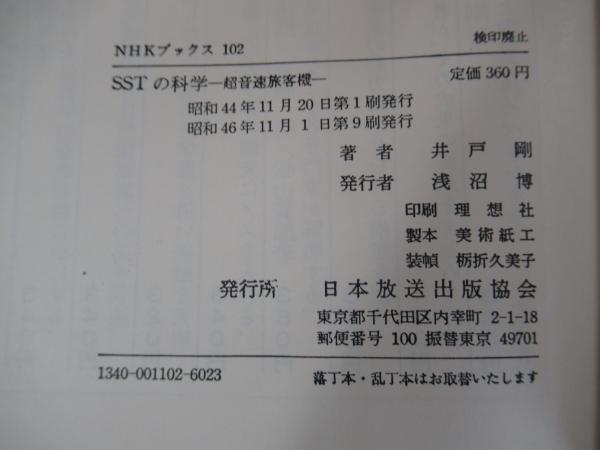 NHKブックス 102
検印廃止
SSTの科学―超音速旅客機―
定価 360 円
昭和 44 年 11 月 20 日第 1 刷発行
昭和 46 年 11 月 1 日第 9 刷発行
著者 井戸 剛
発行者 浅沼 博
印刷 理想社
製本 美術紙工
装幀 栃折久美子
発行所 日本放送出版協会
東京都千代田区内幸町 2-1-18
郵便番号 100 振替東京 49701
1340-001102-6023
落丁本・乱丁本はお取替いたします